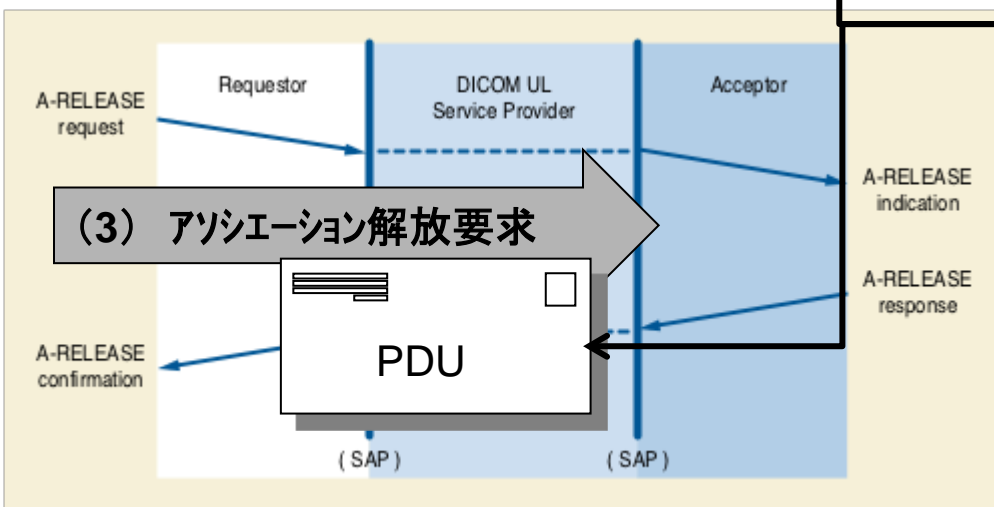 Requestor
DICOM UL
Service Provider
Acceptor
A-RELEASE
request
A-RELEASE
indication
(3) アソシエーション解放要求
A-RELEASE
response
A-RELEASE
confirmation
PDU
( SAP )
( SAP )